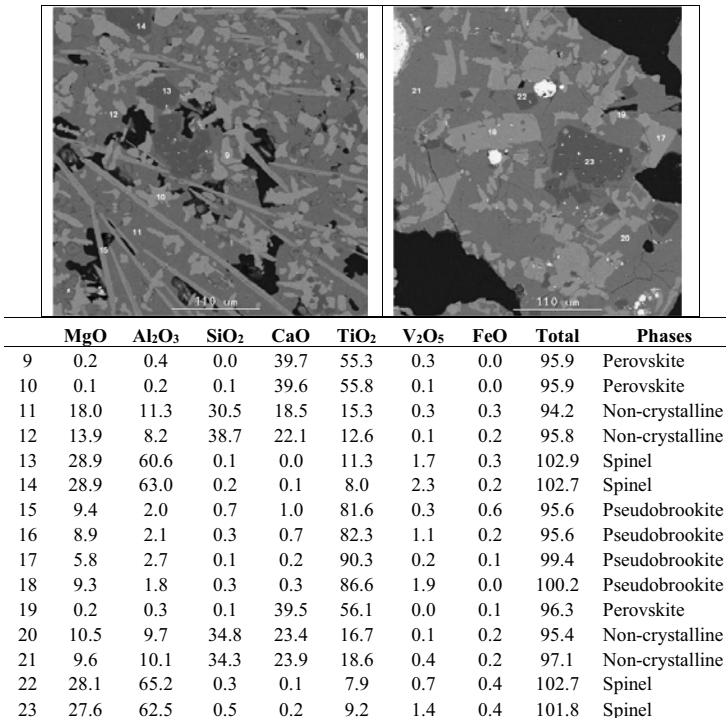 14
16
13
12
9
10
11
15
110 um
21
22
19
18
17
23
20
110 um
MgO Al₂O₃ SiO₂ CaO TiO₂ V₂O₅ FeO Total Phases
9 0.2 0.4 0.0 39.7 55.3 0.3 0.0 95.9 Perovskite
10 0.1 0.2 0.1 39.6 55.8 0.1 0.0 95.9 Perovskite
11 18.0 11.3 30.5 18.5 15.3 0.3 0.3 94.2 Non-crystalline
12 13.9 8.2 38.7 22.1 12.6 0.1 0.2 95.8 Non-crystalline
13 28.9 60.6 0.1 0.0 11.3 1.7 0.3 102.9 Spinel
14 28.9 63.0 0.2 0.1 8.0 2.3 0.2 102.7 Spinel
15 9.4 2.0 0.7 1.0 81.6 0.3 0.6 95.6 Pseudobrookite
16 8.9 2.1 0.3 0.7 82.3 1.1 0.2 95.6 Pseudobrookite
17 5.8 2.7 0.1 0.2 90.3 0.2 0.1 99.4 Pseudobrookite
18 9.3 1.8 0.3 0.3 86.6 1.9 0.0 100.2 Pseudobrookite
19 0.2 0.3 0.1 39.5 56.1 0.0 0.1 96.3 Perovskite
20 10.5 9.7 34.8 23.4 16.7 0.1 0.2 95.4 Non-crystalline
21 9.6 10.1 34.3 23.9 18.6 0.4 0.2 97.1 Non-crystalline
22 28.1 65.2 0.3 0.1 7.9 0.7 0.4 102.7 Spinel
23 27.6 62.5 0.5 0.2 9.2 1.4 0.4 101.8 Spinel